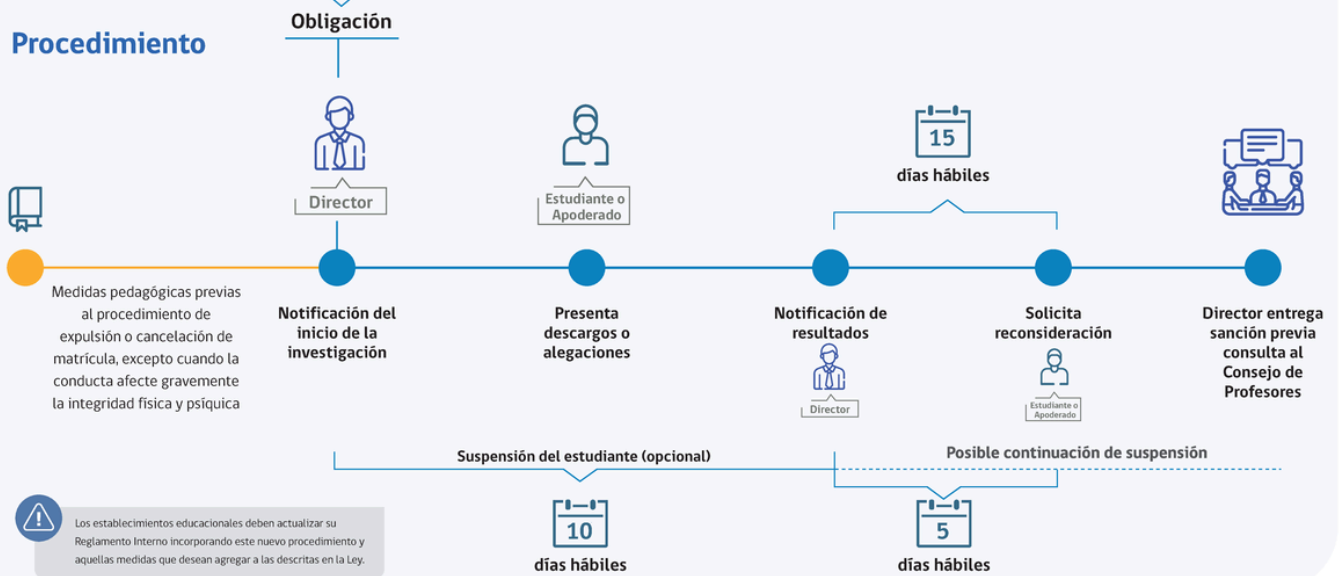 Obligación
Procedimiento
Director
Estudiante o
Apoderado
15
días hábiles
Medidas pedagógicas previas
al procedimiento de
expulsión o cancelación de
matrícula, excepto cuando la
conducta afecte gravemente
la integridad física y psíquica
Notificación del
inicio de la
investigación
Presenta
descargos o
alegaciones
Notificación de
resultados
Director
Solicita
reconsideración
Estudiante o
Apoderado
Director entrega
sanción previa
consulta al
Consejo de
Profesores
Suspensión del estudiante (opcional)
Posible continuación de suspensión
10
días hábiles
5
días hábiles
Los establecimientos educacionales deben actualizar su
Reglamento Interno incorporando este nuevo procedimiento y
aquellas medidas que desean agregar a las descritas en la Ley.